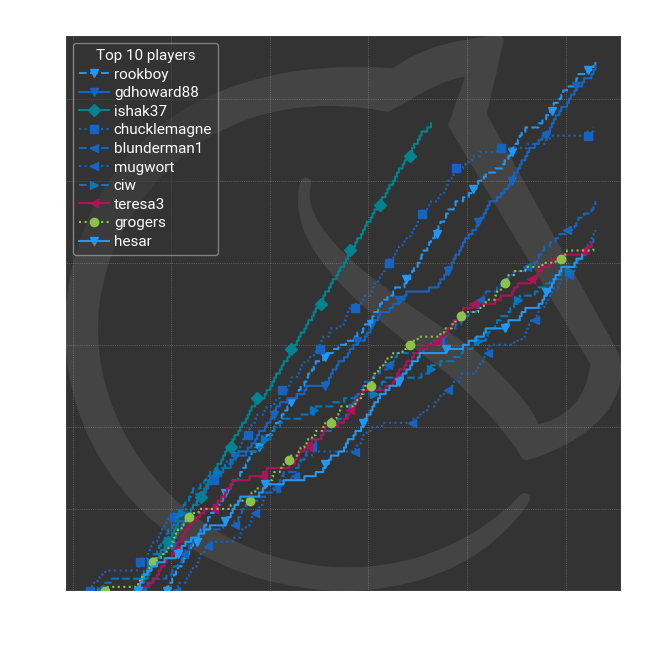 Top 10 players
rookboy
gdhoward88
ishak37
chucklemagne
blunderman1
mugwort
ciw
teresa3
grogers
hesar